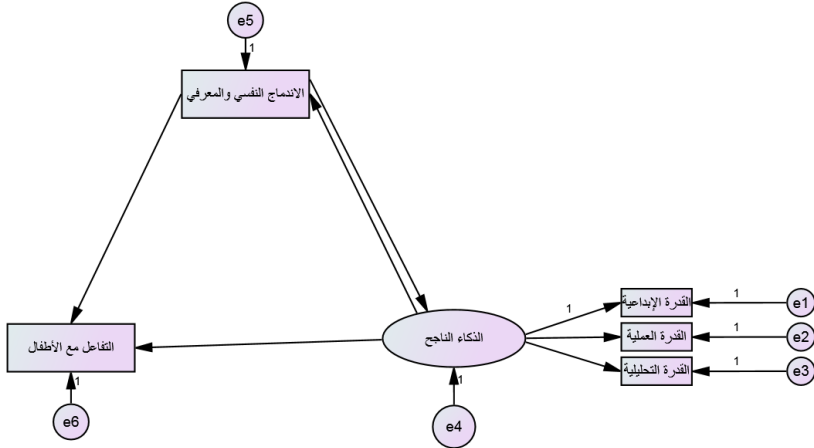 e5
1
الاندماج النفسي والمعرفي
القدرة الإبداعية
1
1
e1
القدرة العملية
1
e2
القدرة التحليلية
1
e3
الذكاء الناجح
التفاعل مع الأطفال
1
e4
1
e6